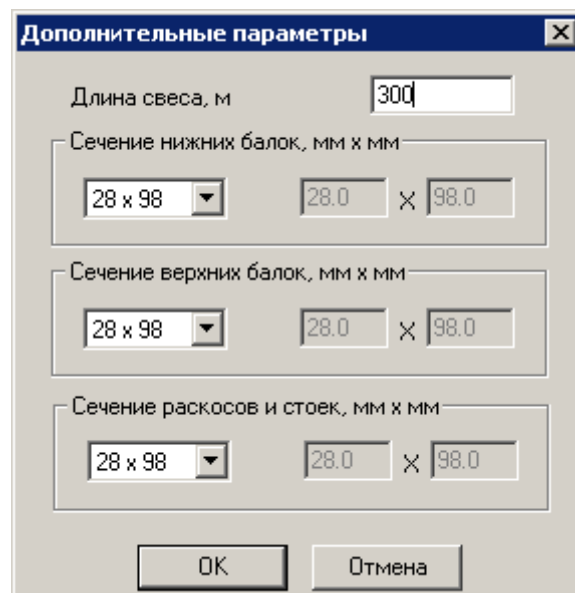 Дополнительные параметры
Длина свеса, м 300
Сечение нижних балок, мм x мм
28 x 98 28.0 X 98.0
Сечение верхних балок, мм x мм
28 x 98 28.0 X 98.0
Сечение раскосов и стоек, мм x мм
28 x 98 28.0 X 98.0
OK Отмена